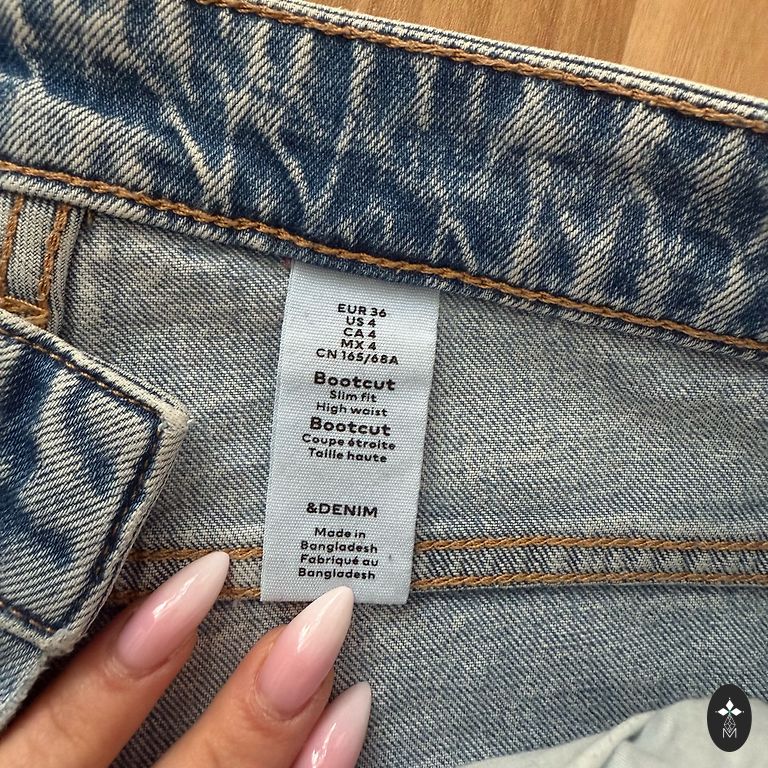 EUR 36
US 4
CA 4
MX 4
CN 165/68A
Bootcut
Slim fit
High waist
Bootcut
Coupe étroite
Taille haute
&DENIM
Made in
Bangladesh
Fabriqué au
Bangladesh
M